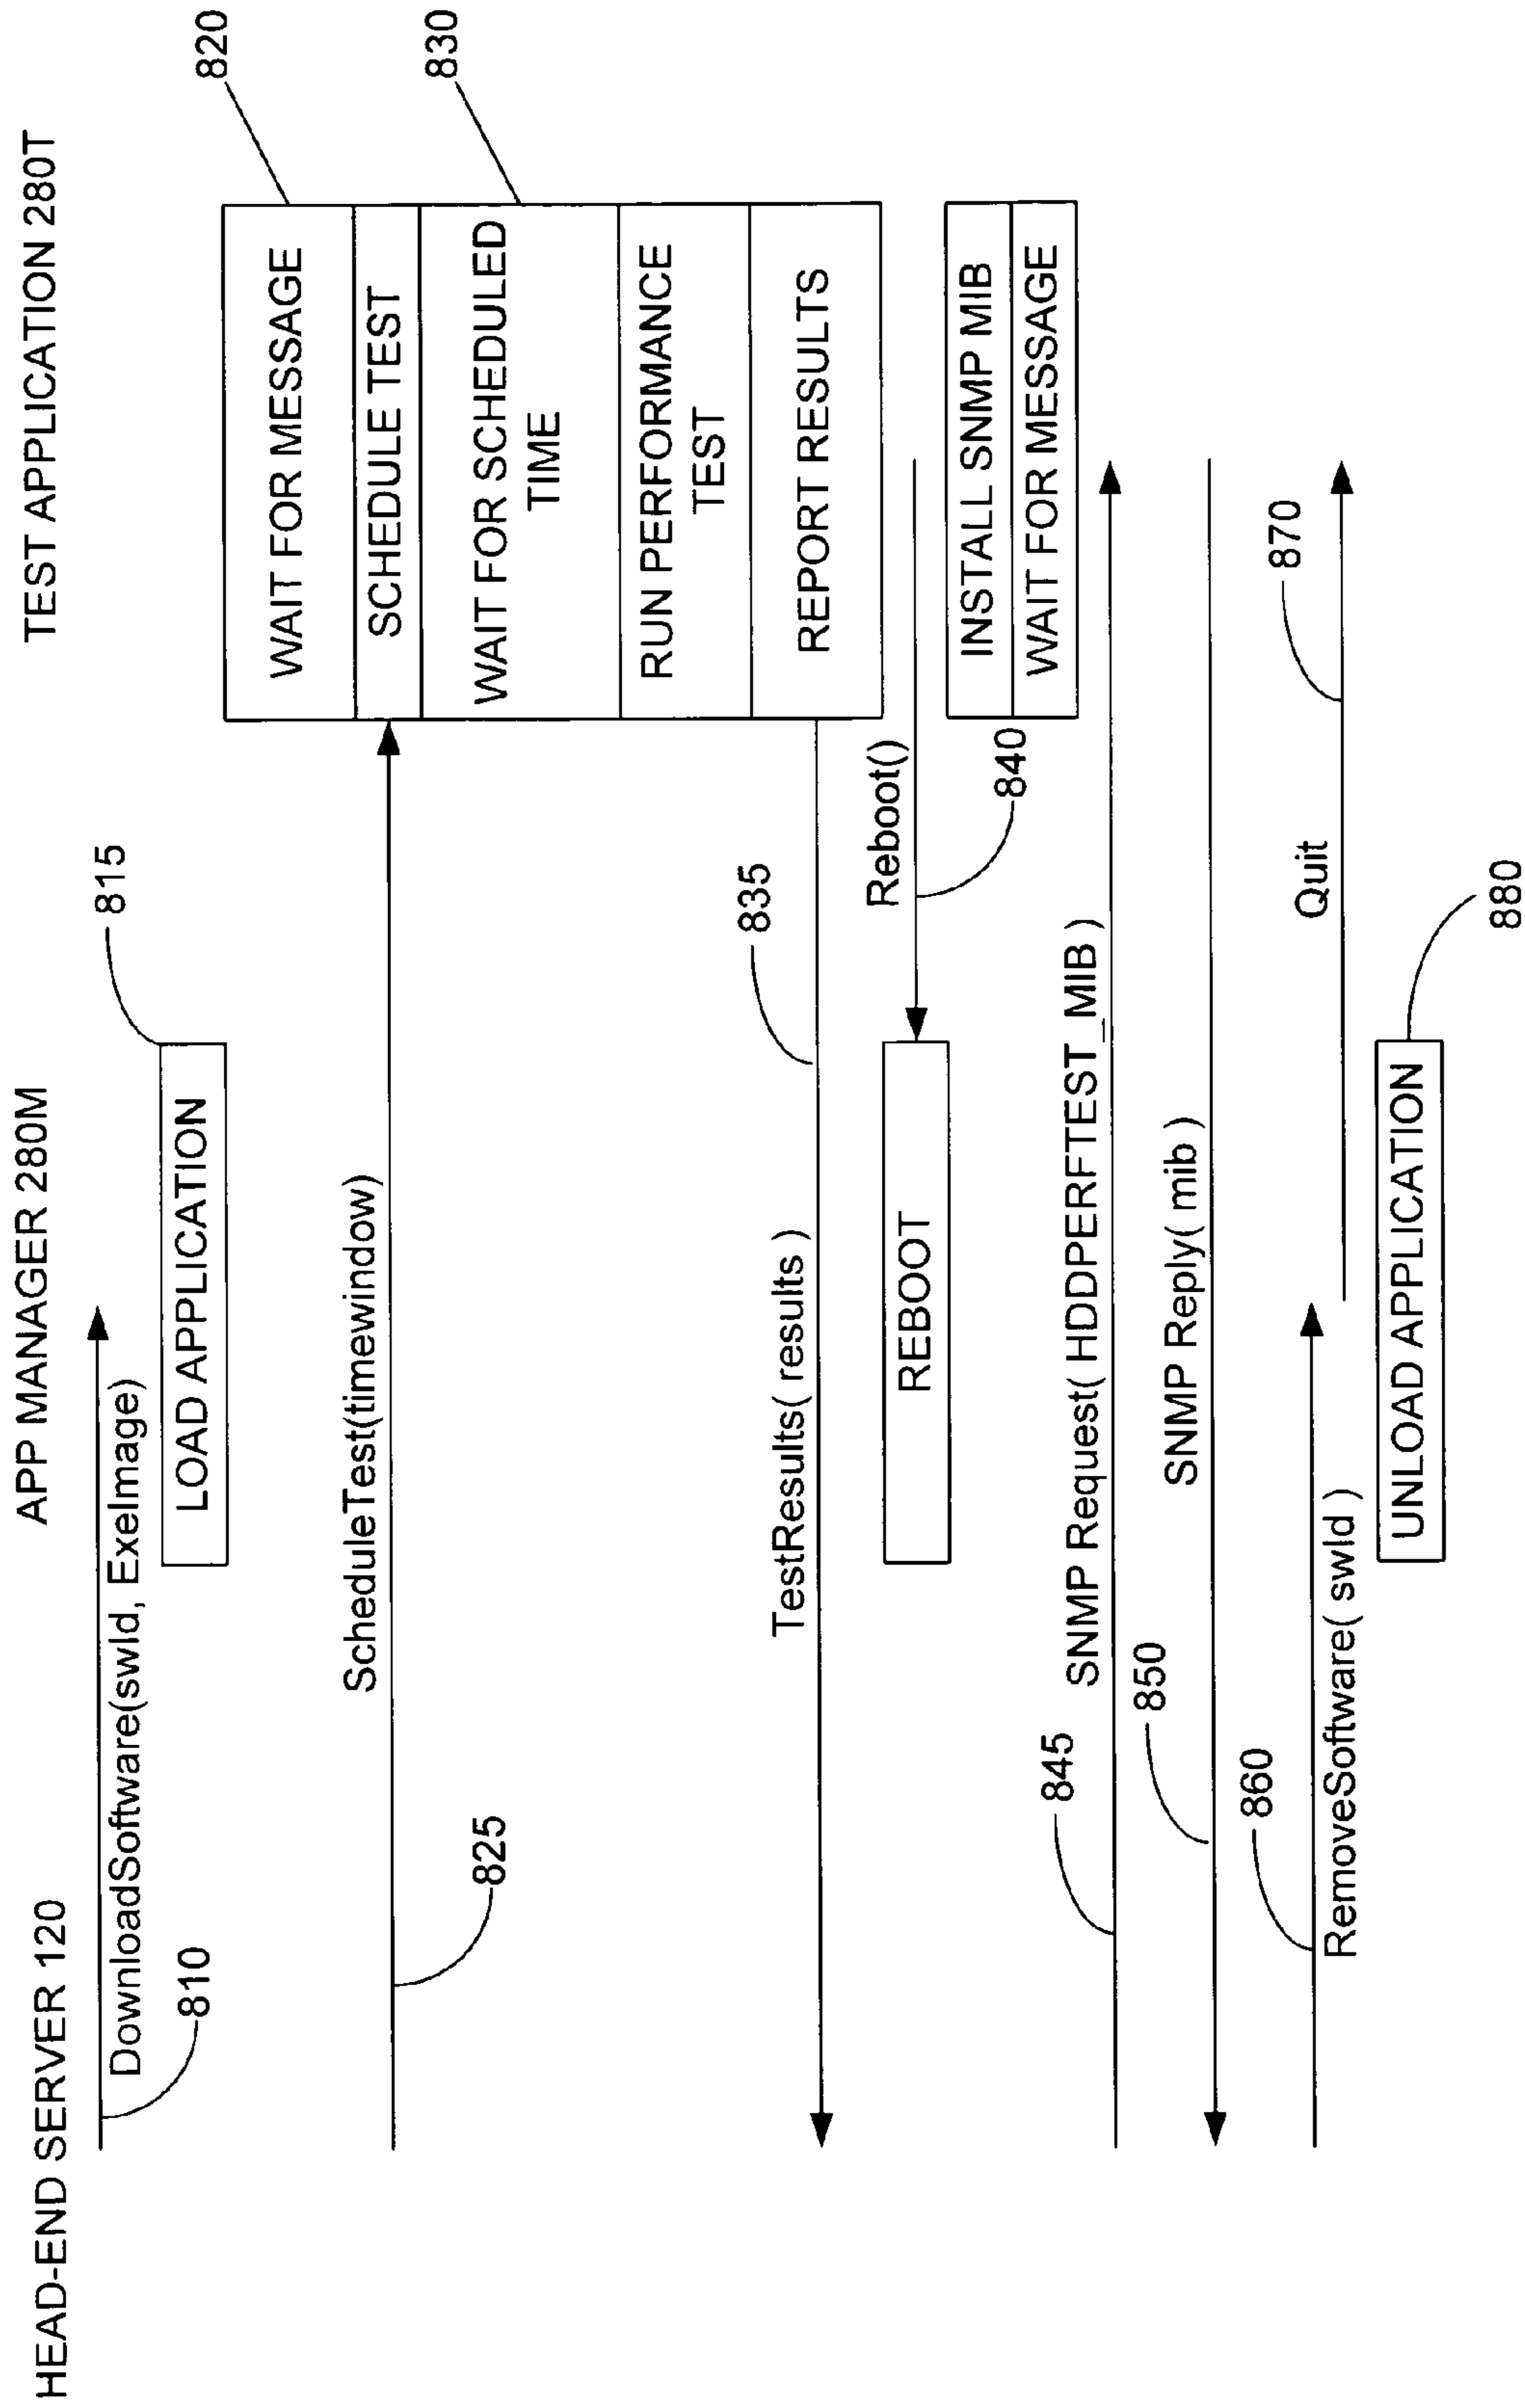 HEAD-END SERVER 120
APP MANAGER 280M
TEST APPLICATION 280T
DownloadSoftware(swId, ExeImage)
810
815
LOAD APPLICATION
820
WAIT FOR MESSAGE
ScheduleTest(timewindow)
825
SCHEDULE TEST
830
WAIT FOR SCHEDULED
TIME
RUN PERFORMANCE
TEST
TestResults( results )
835
REPORT RESULTS
Reboot()
840
REBOOT
INSTALL SNMP MIB
WAIT FOR MESSAGE
845
SNMP Request( HDDPERFTEST_MIB )
850
SNMP Reply( mib )
860
RemoveSoftware( swId )
Quit
870
UNLOAD APPLICATION
880